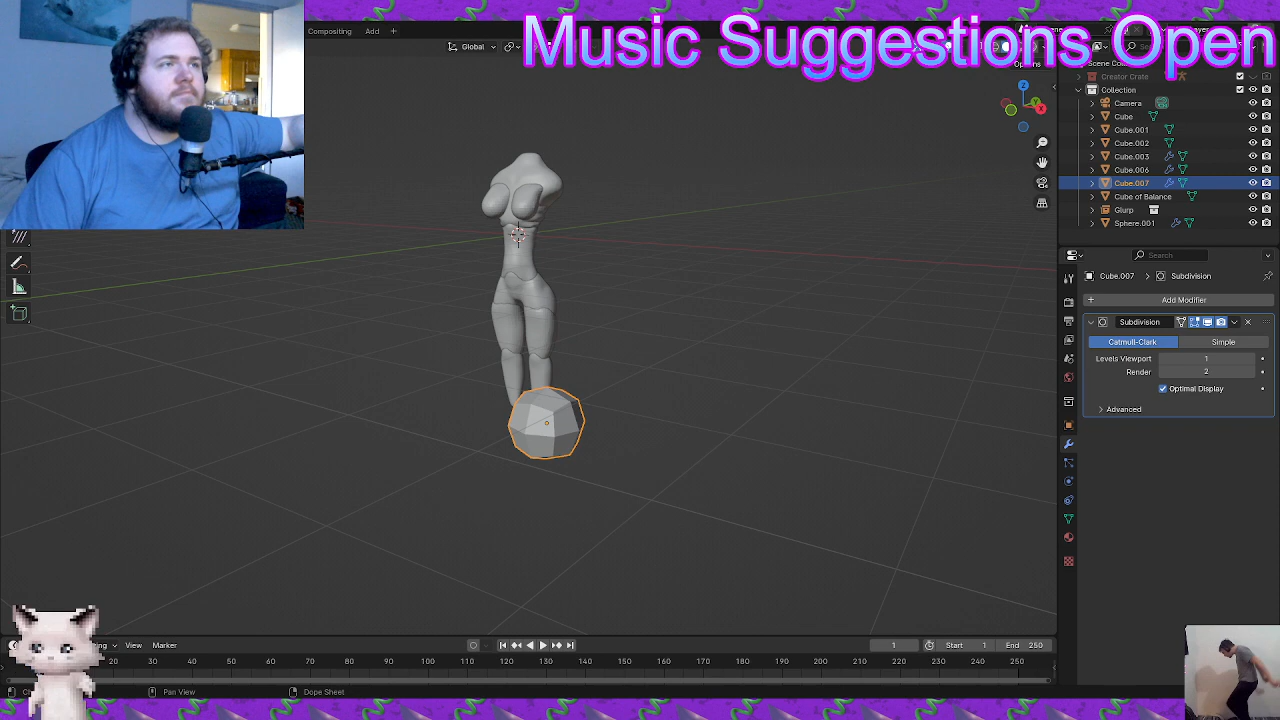 Music Suggestions Open
Compositing Add +
Global
Options
Scene
Creator Crate
Collection
Camera
Cube
Cube.001
Cube.002
Cube.003
Cube.006
Cube.007
Cube of Balance
Glurp
Sphere.001
Z
Y
X
Search
Cube.007 > Subdivision
+ Add Modifier
Subdivision
Catmull-Clark Simple
Levels Viewport 1
Render 2
Optimal Display
Advanced
View Marker
1 Start 1 End 250
20 30 40 50 60 70 80 90 100 110 120 130 140 150 160 170 180 190 200 210 220 230 240 250
Pan View Dope Sheet